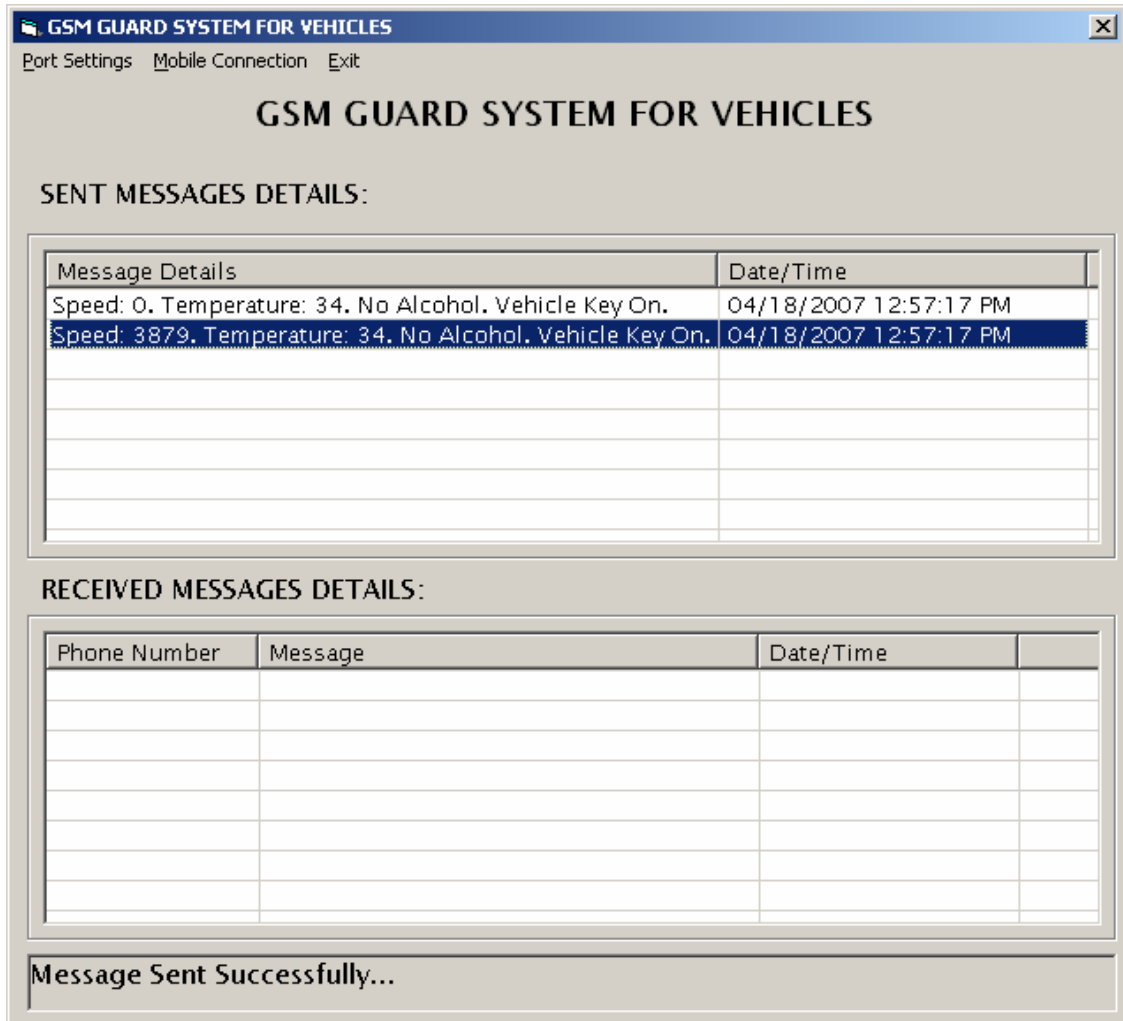 GSM GUARD SYSTEM FOR VEHICLES
Port Settings Mobile Connection Exit
GSM GUARD SYSTEM FOR VEHICLES
SENT MESSAGES DETAILS:
Message Details Date/Time
Speed: 0. Temperature: 34. No Alcohol. Vehicle Key On. 04/18/2007 12:57:17 PM
Speed: 3879. Temperature: 34. No Alcohol. Vehicle Key On. 04/18/2007 12:57:17 PM
RECEIVED MESSAGES DETAILS:
Phone Number Message Date/Time
Message Sent Successfully...